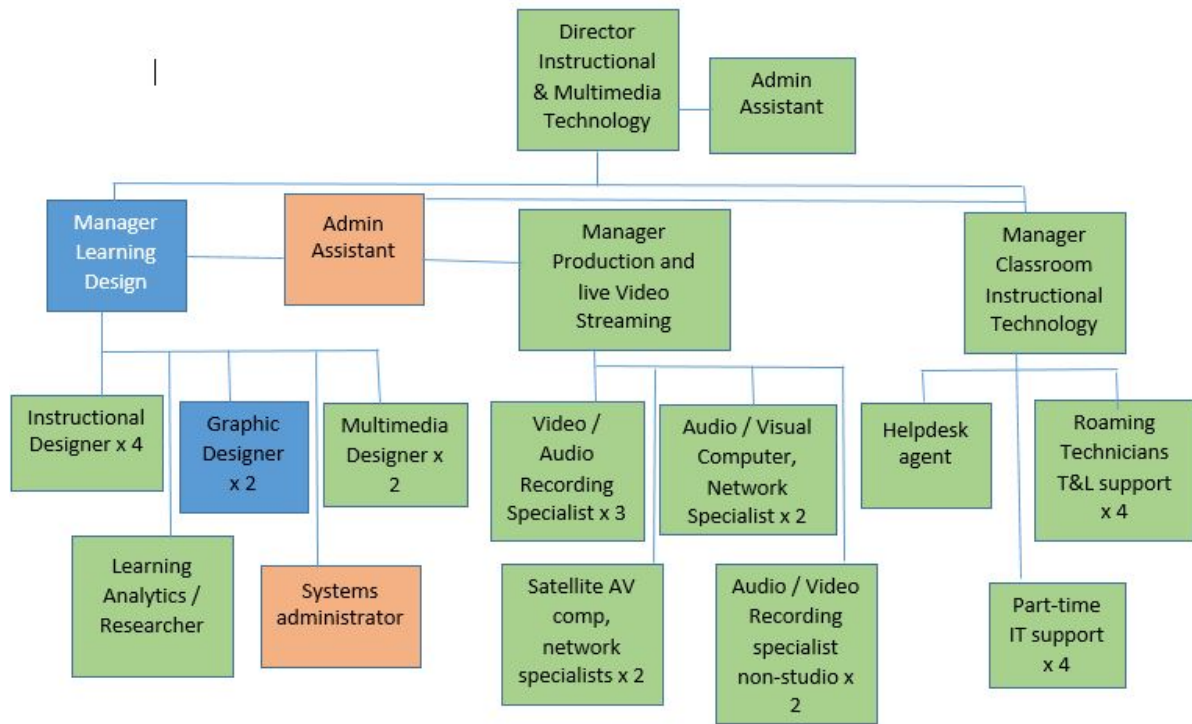 Director
Instructional
& Multimedia
Technology
Admin
Assistant
Manager
Learning
Design
Admin
Assistant
Manager
Production and
live Video
Streaming
Manager
Classroom
Instructional
Technology
Instructional
Designer x 4
Graphic
Designer
x 2
Multimedia
Designer x
2
Video /
Audio
Recording
Specialist x 3
Audio / Visual
Computer,
Network
Specialist x 2
Helpdesk
agent
Roaming
Technicians
T&L support
x 4
Learning
Analytics /
Researcher
Systems
administrator
Satellite AV
comp,
network
specialists x 2
Audio / Video
Recording
specialist
non-studio x
2
Part-time
IT support
x 4